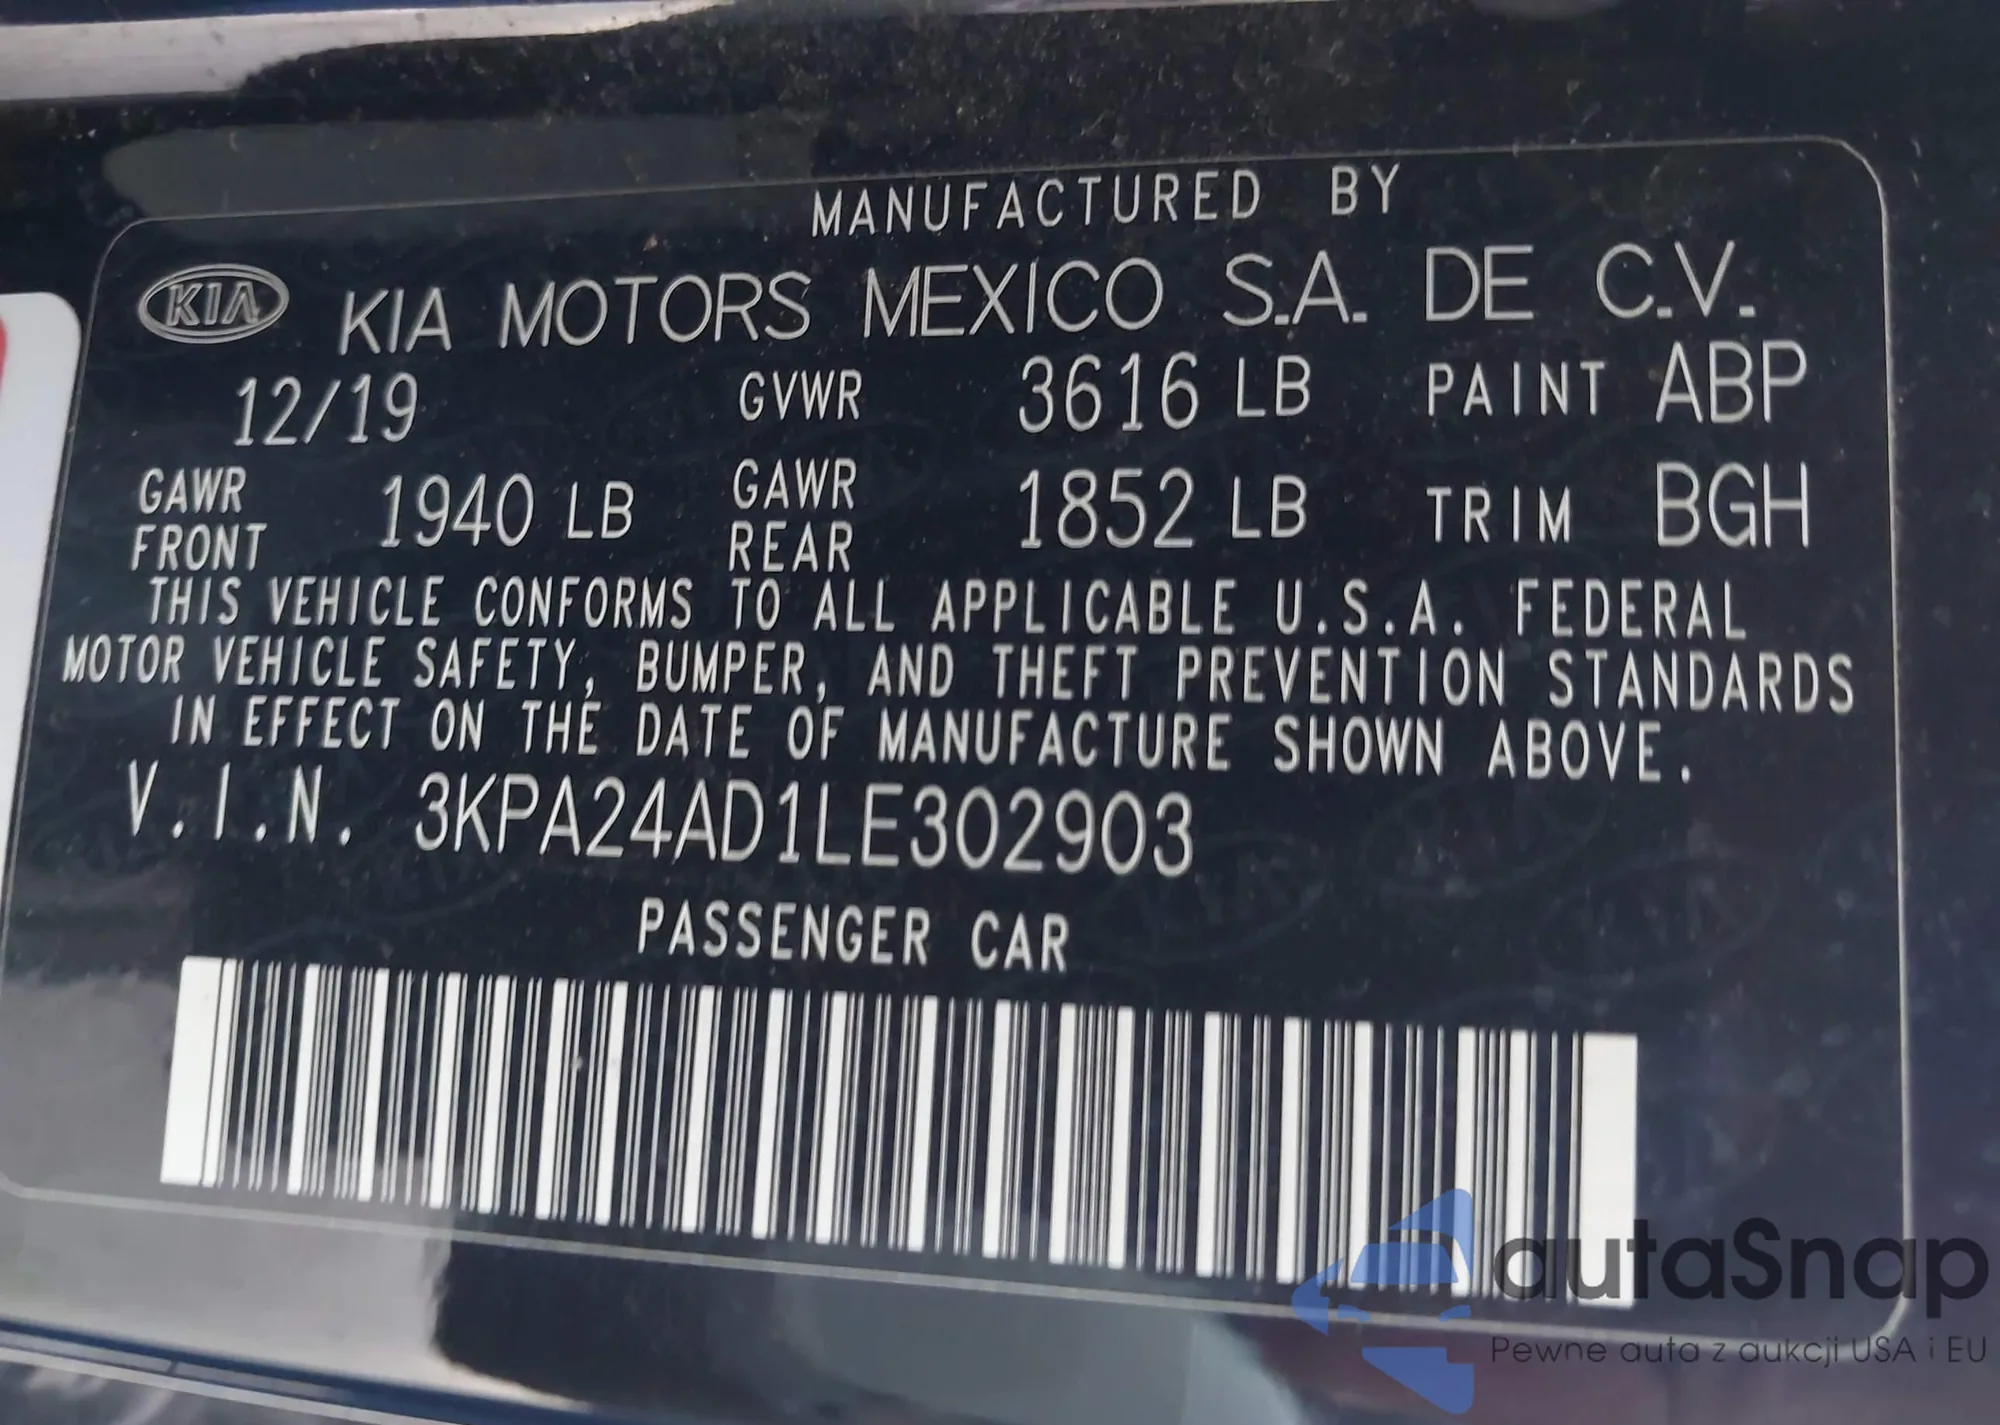 MANUFACTURED BY
KIA KIA MOTORS MEXICO S.A. DE C.V.
12/19 GVWR 3616 LB PAINT ABP
GAWR FRONT 1940 LB GAWR REAR 1852 LB TRIM BGH
THIS VEHICLE CONFORMS TO ALL APPLICABLE U.S.A. FEDERAL
MOTOR VEHICLE SAFETY, BUMPER, AND THEFT PREVENTION STANDARDS
IN EFFECT ON THE DATE OF MANUFACTURE SHOWN ABOVE.
V.I.N. 3KPA24AD1LE302903
PASSENGER CAR
autaSnap
Pewne auta z aukcji USA i EU